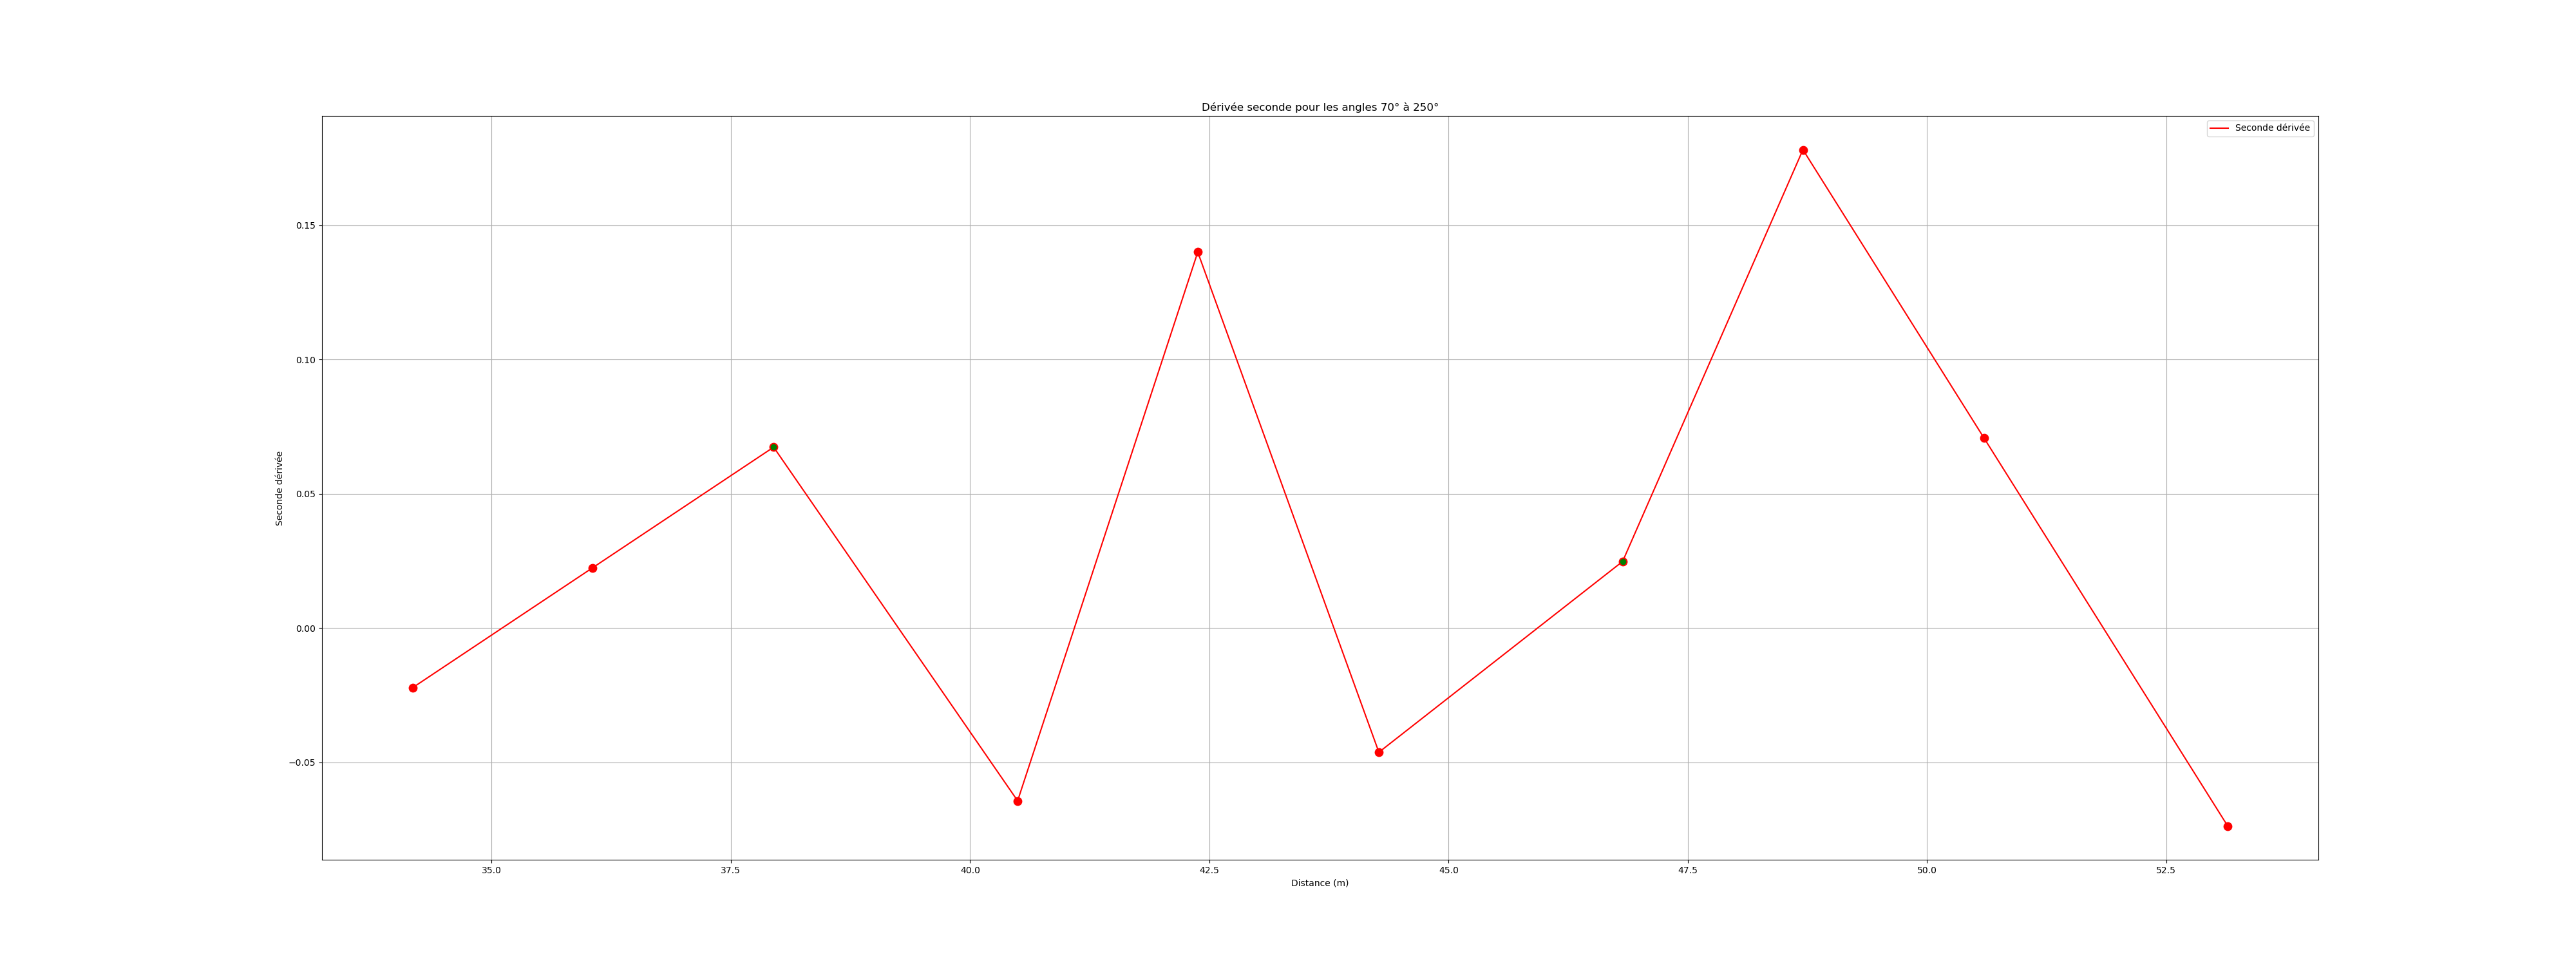 Dérivée seconde pour les angles 70° à 250°
Seconde dérivée
0.15
0.10
0.05
0.00
−0.05
Seconde dérivée
35.0 37.5 40.0 42.5 45.0 47.5 50.0 52.5
Distance (m)